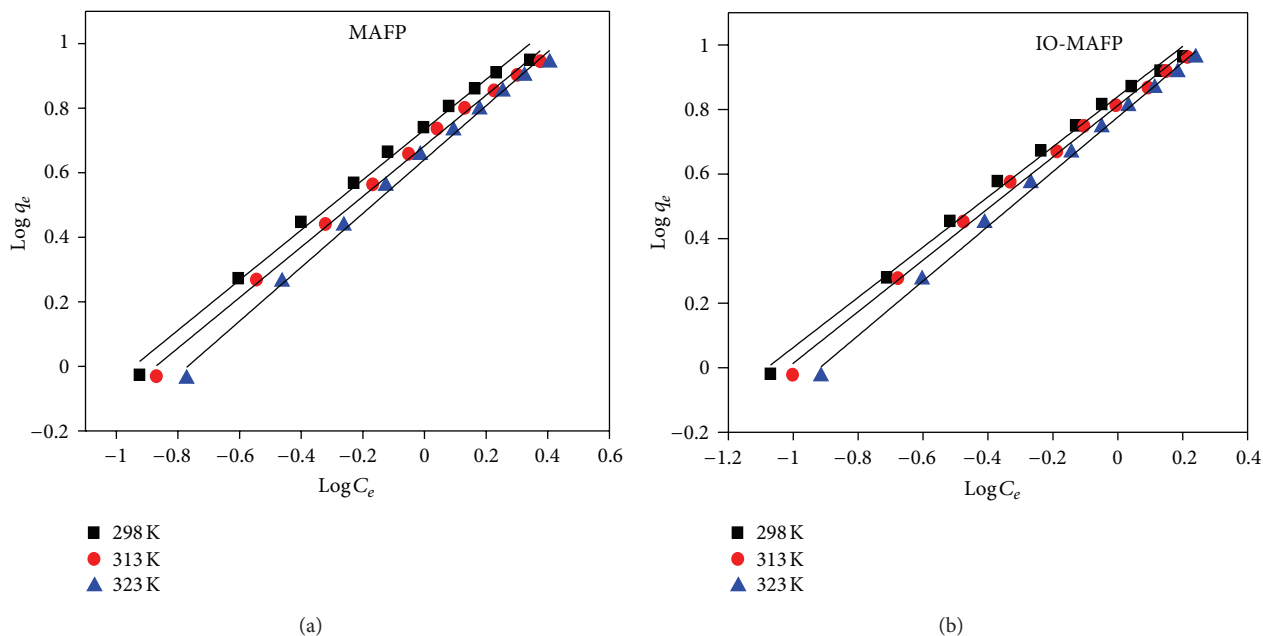 MAFP
1
0.8
0.6
0.4
0.2
0
−0.2
Log qe
−1 −0.8 −0.6 −0.4 −0.2 0 0.2 0.4 0.6
Log Ce
298 K
313 K
323 K
(a)
IO-MAFP
1
0.8
0.6
0.4
0.2
0
−0.2
Log qe
−1.2 −1 −0.8 −0.6 −0.4 −0.2 0 0.2 0.4
Log Ce
298 K
313 K
323 K
(b)